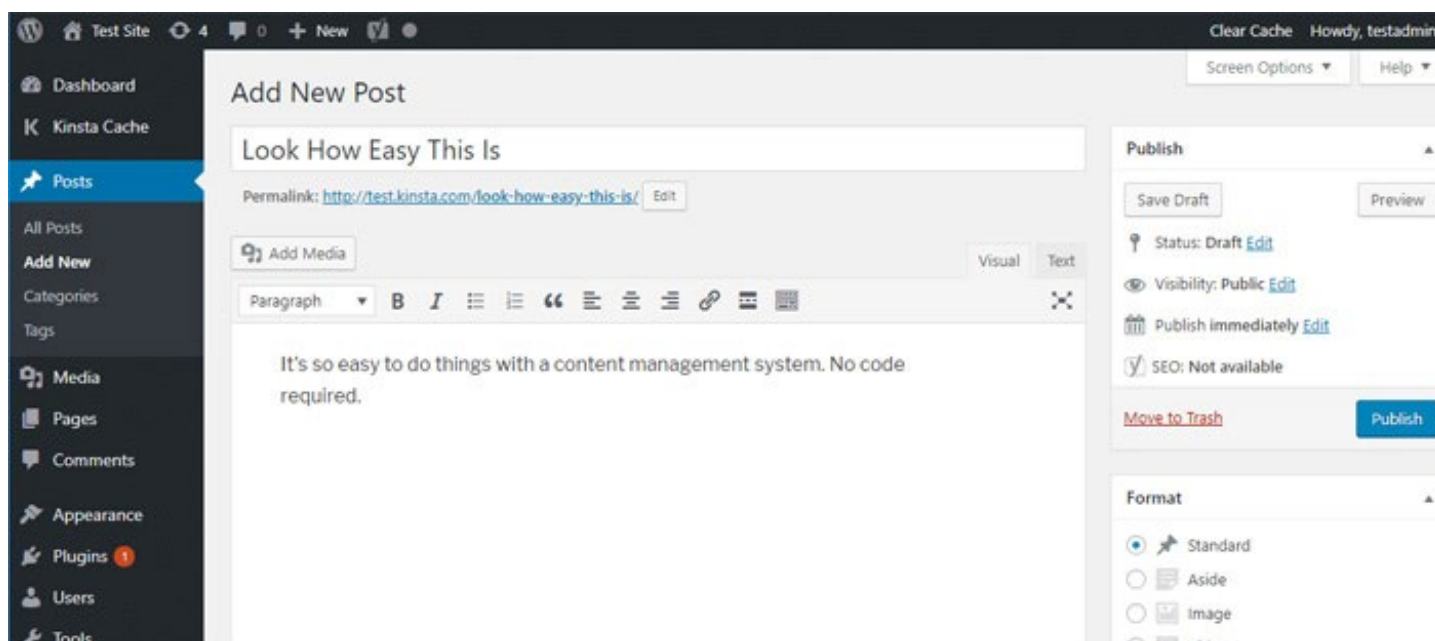 Test Site 4 0 New
Clear Cache Howdy, testadmin
Screen Options Help
Dashboard
Kinsta Cache
Posts
All Posts
Add New
Categories
Tags
Media
Pages
Comments
Appearance
Plugins 1
Users
Tools
Add New Post
Look How Easy This Is
Permalink: http://test.kinsta.com/look-how-easy-this-is/ Edit
Add Media
Visual Text
Paragraph B I
It's so easy to do things with a content management system. No code
required.
Publish
Save Draft Preview
Status: Draft Edit
Visibility: Public Edit
Publish immediately Edit
SEO: Not available
Move to Trash Publish
Format
Standard
Aside
Image